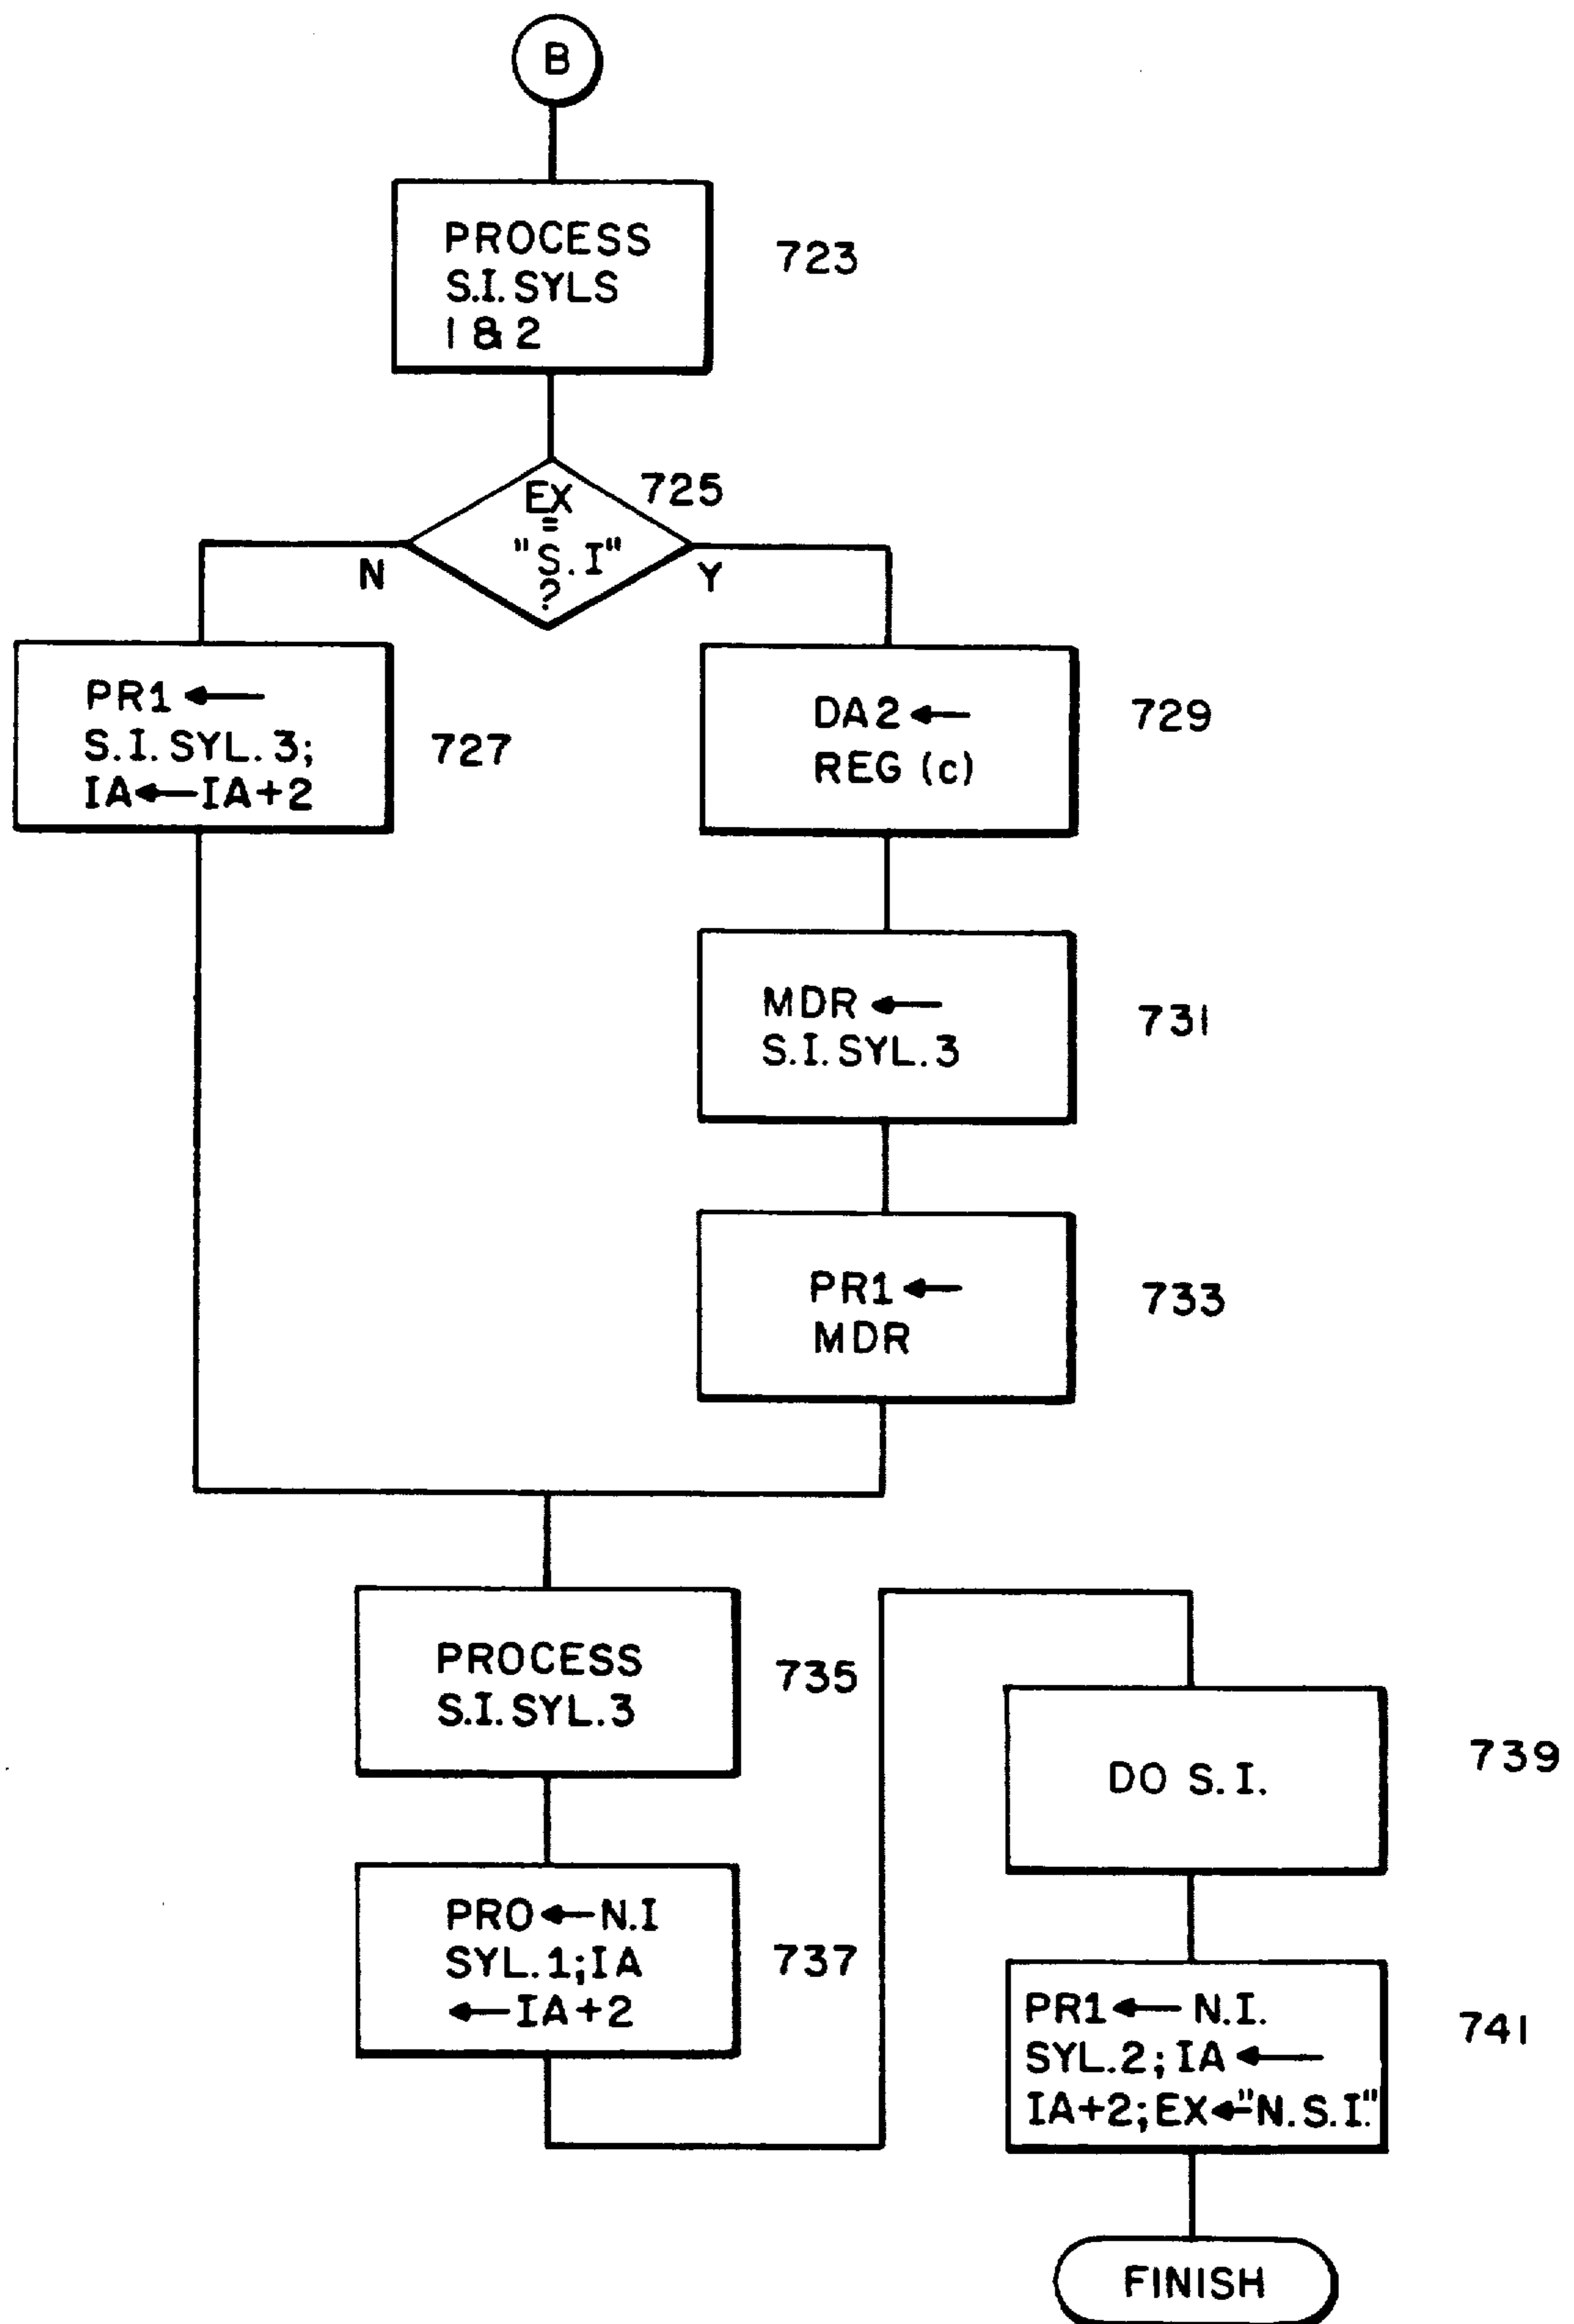 B
PROCESS
S.I. SYLS
1 & 2
723
EX
=
"S.I"
?
725
N
Y
PR1 ←
S.I. SYL. 3;
IA ← IA+2
727
DA2 ←
REG (c)
729
MDR ←
S.I. SYL. 3
731
PR1 ←
MDR
733
PROCESS
S.I. SYL. 3
735
PRO ← N.I
SYL. 1; IA
← IA+2
737
DO S. I.
739
PR1 ← N.I.
SYL.2; IA ←
IA+2; EX ← "N. S. I."
741
FINISH